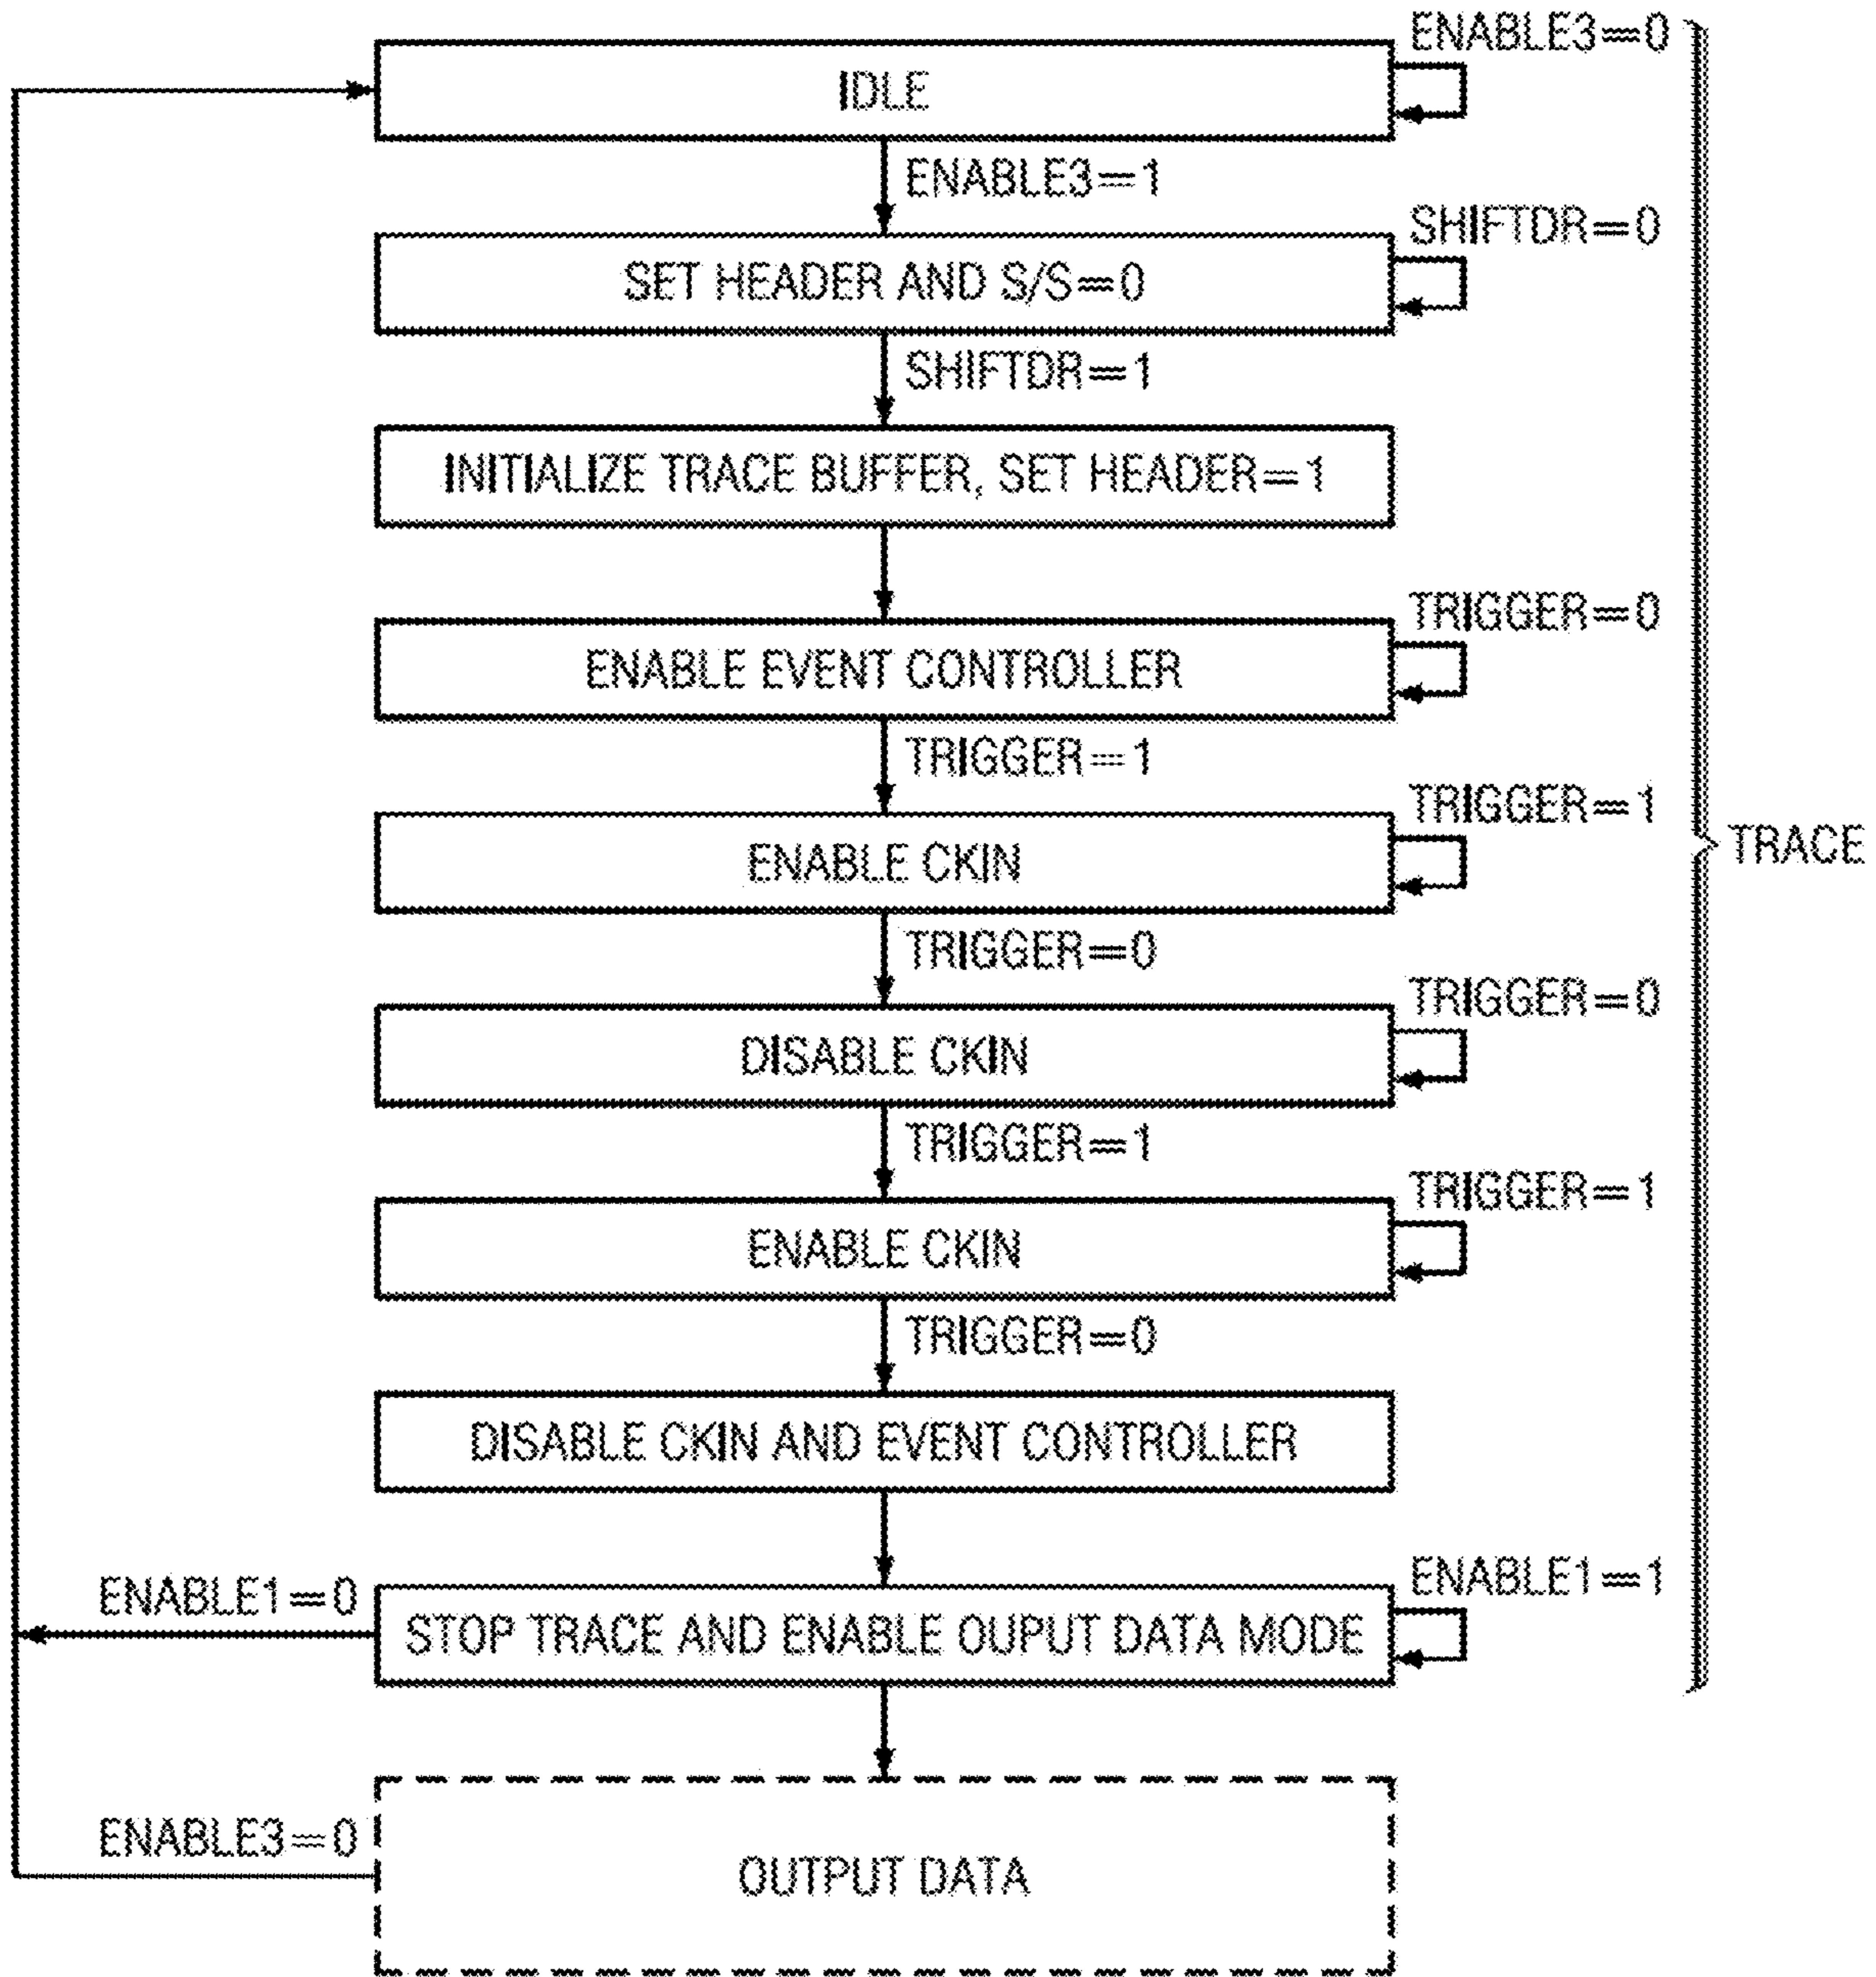 ENABLE3=0
IDLE
ENABLE3=1
SHIFTDR=0
SET HEADER AND S/S=0
SHIFTDR=1
INITIALIZE TRACE BUFFER, SET HEADER=1
TRIGGER=0
ENABLE EVENT CONTROLLER
TRIGGER=1
TRIGGER=1
TRACE
ENABLE CKIN
TRIGGER=0
TRIGGER=0
DISABLE CKIN
TRIGGER=1
TRIGGER=1
ENABLE CKIN
TRIGGER=0
DISABLE CKIN AND EVENT CONTROLLER
ENABLE1=1
ENABLE1=0
STOP TRACE AND ENABLE OUPUT DATA MODE
ENABLE3=0
OUTPUT DATA